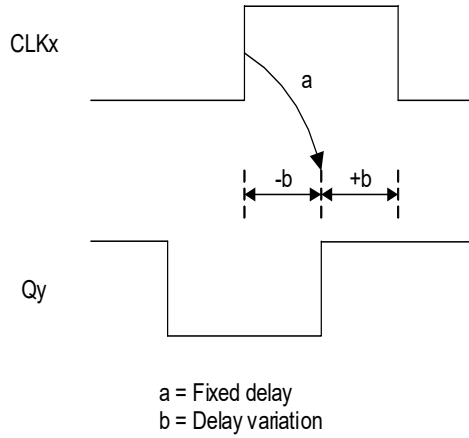 CLKx
a
-b
+b
Qy
a = Fixed delay
b = Delay variation